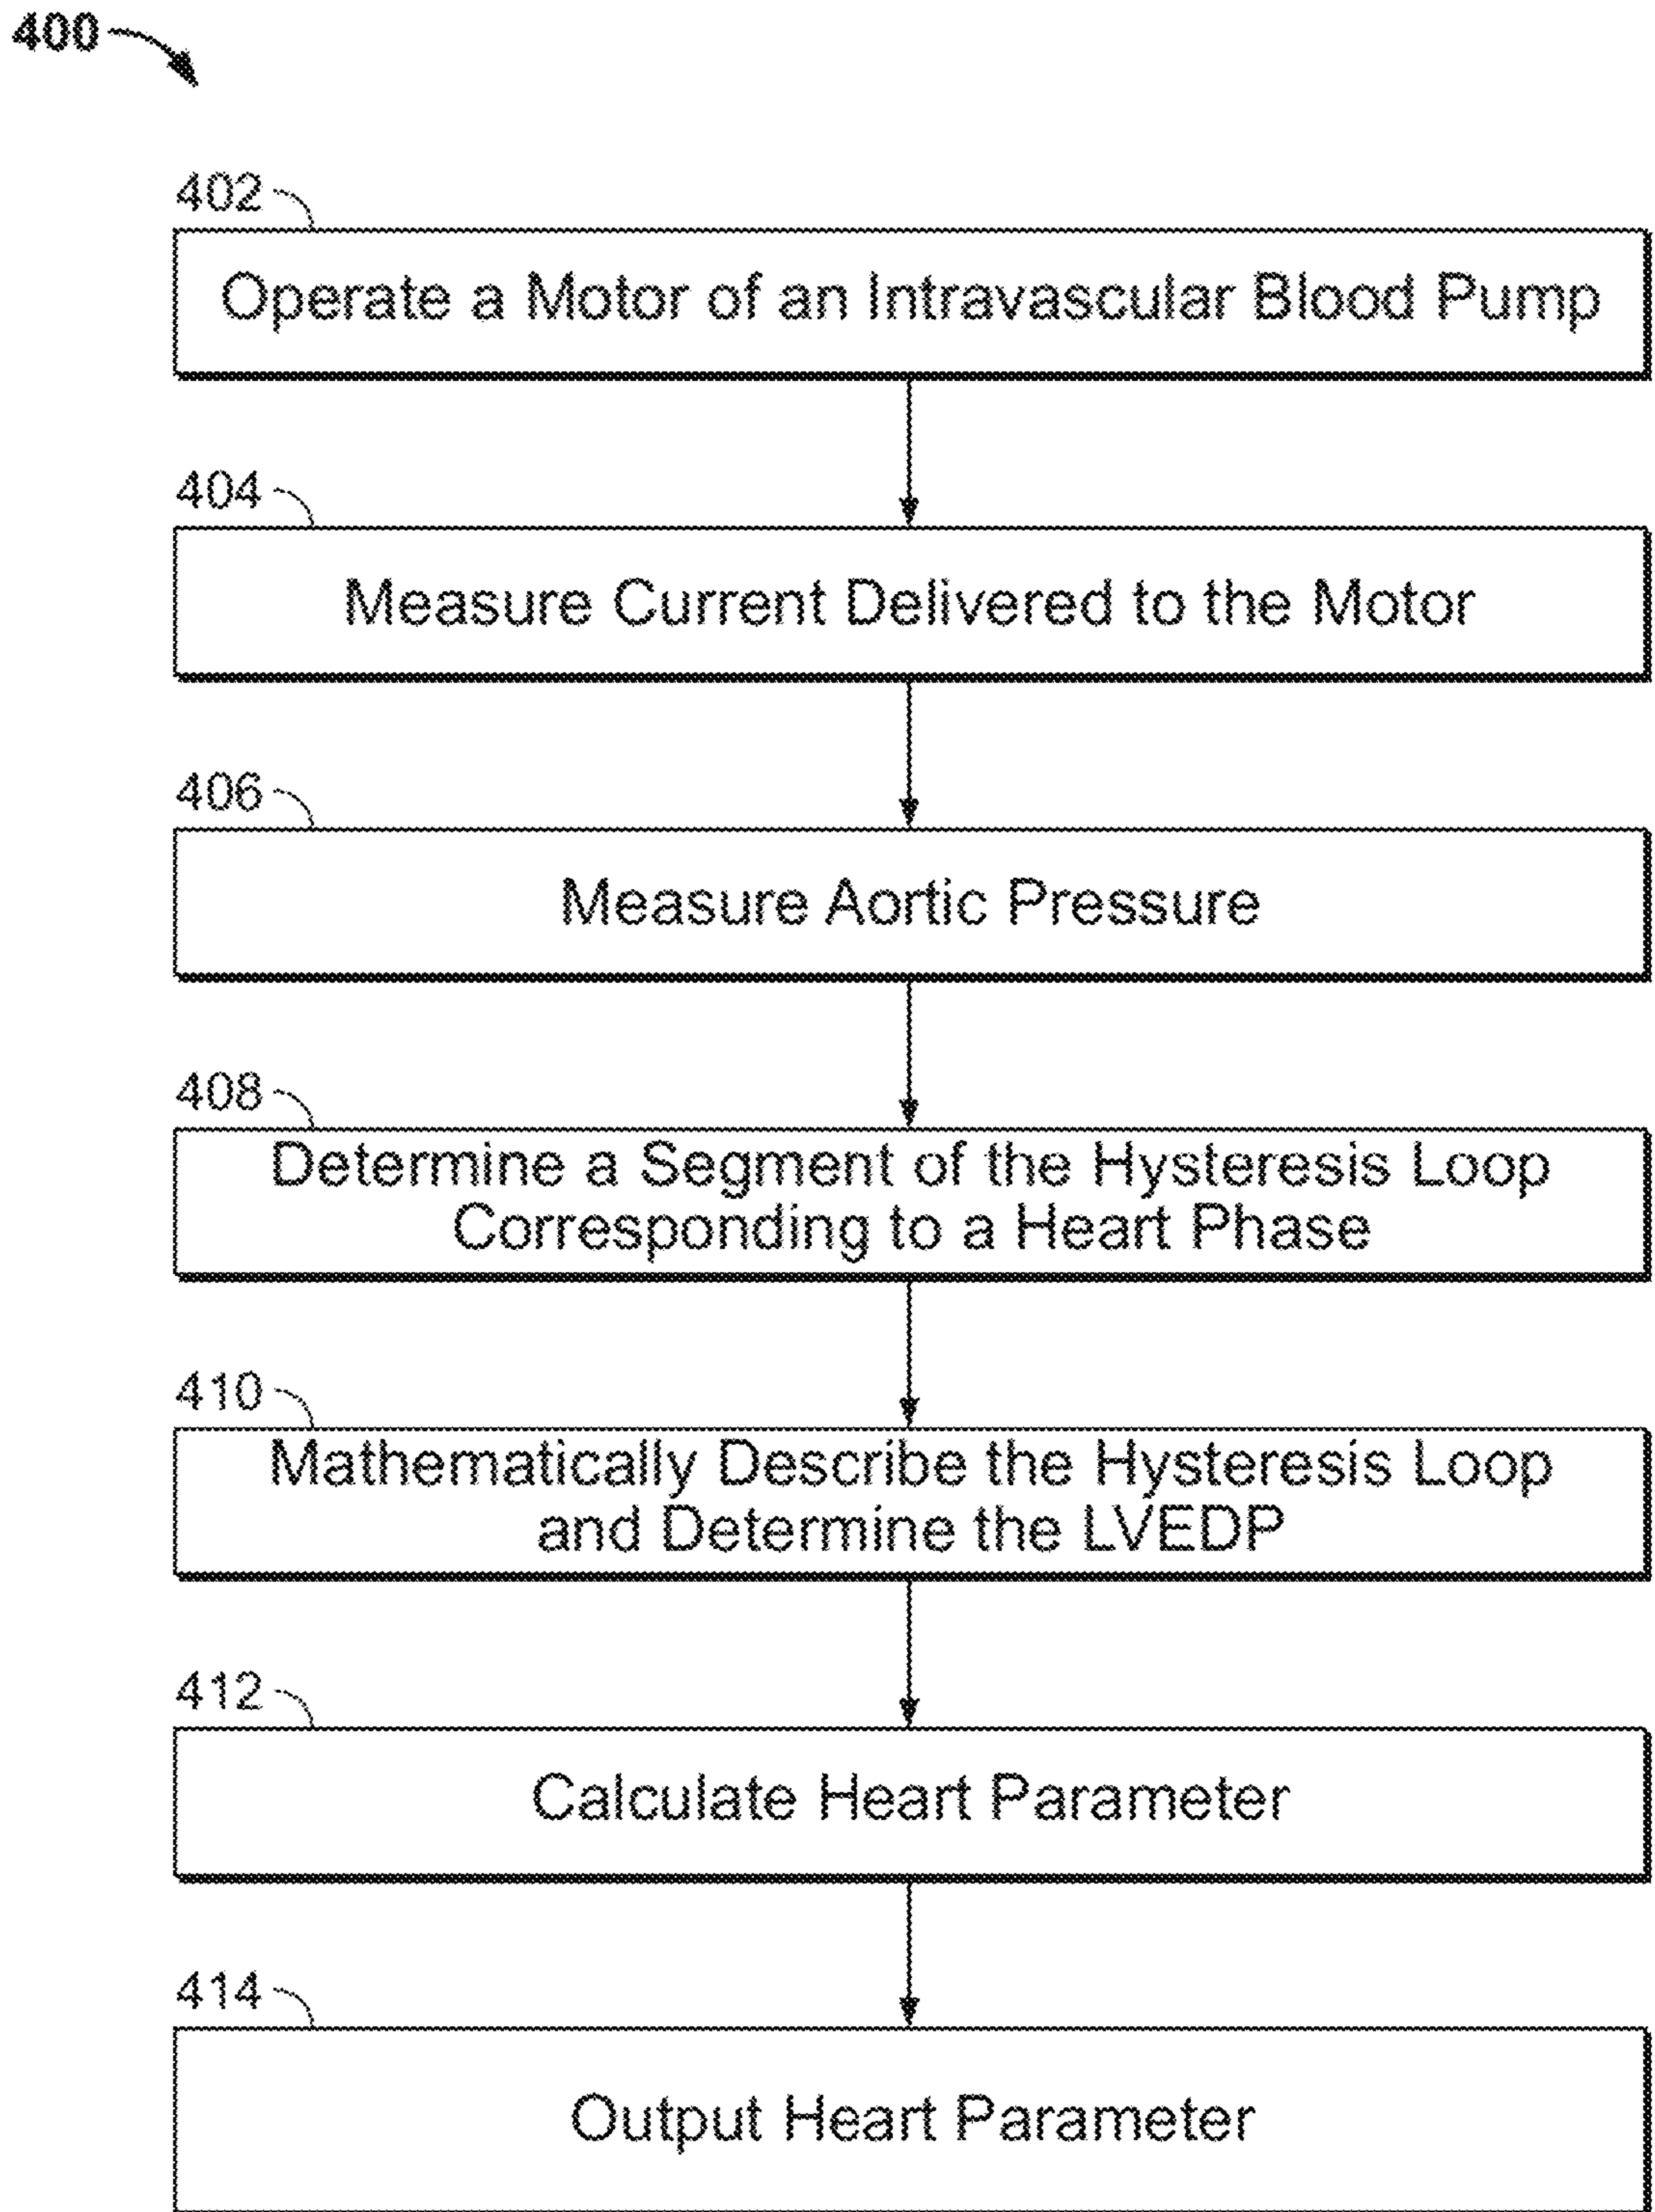 400
402
Operate a Motor of an Intravascular Blood Pump
404
Measure Current Delivered to the Motor
406
Measure Aortic Pressure
408
Determine a Segment of the Hysteresis Loop
Corresponding to a Heart Phase
410
Mathematically Describe the Hysteresis Loop
and Determine the LVEDP
412
Calculate Heart Parameter
414
Output Heart Parameter